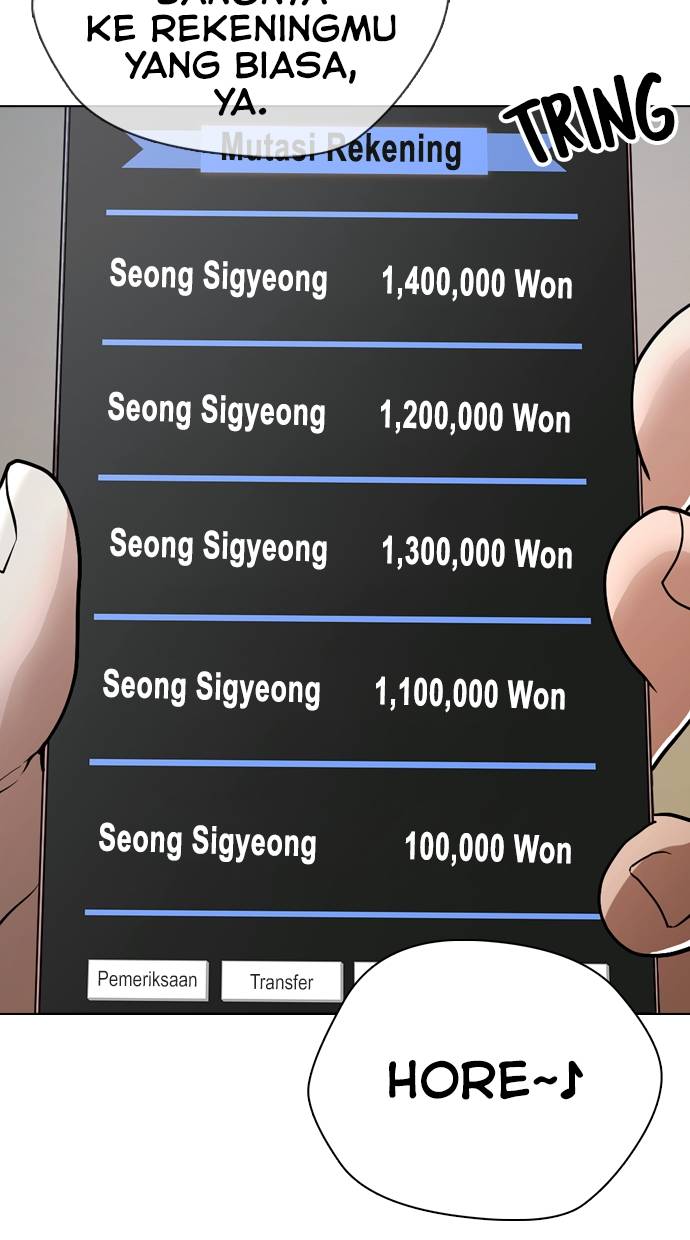 KE REKENINGMU
YANG BIASA,
YA.
TRING
Mutasi Rekening
Seong Sigyeong 1,400,000 Won
Seong Sigyeong 1,200,000 Won
Seong Sigyeong 1,300,000 Won
Seong Sigyeong 1,100,000 Won
Seong Sigyeong 100,000 Won
Pemeriksaan Transfer
HORE~♪